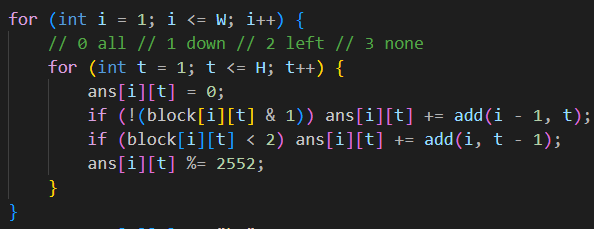 for (int i = 1; i <= W; i++) {
// 0 all // 1 down // 2 left // 3 none
for (int t = 1; t <= H; t++) {
ans[i][t] = 0;
if (!(block[i][t] & 1)) ans[i][t] += add(i - 1, t);
if (block[i][t] < 2) ans[i][t] += add(i, t - 1);
ans[i][t] %= 2552;
}
}